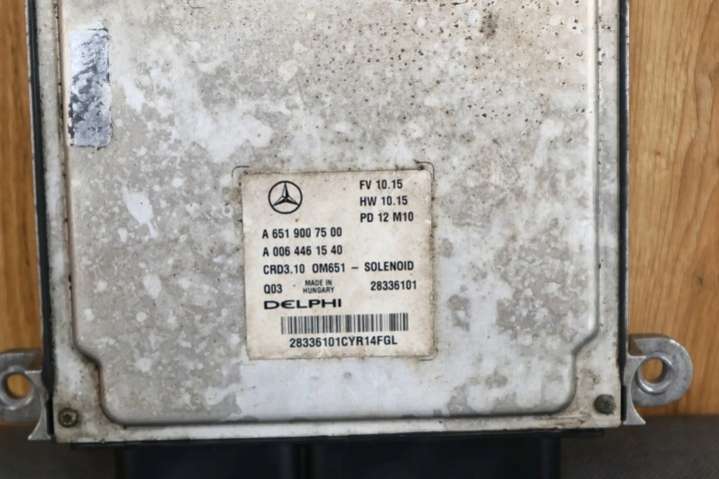 FV 10.15
HW 10.15
PD 12 M10
A 651 900 75 00
A 006 446 15 40
CRD3.10 OM651 – SOLENOID
Q03 MADE IN HUNGARY 28336101
DELPHI
28336101CYR14FGL